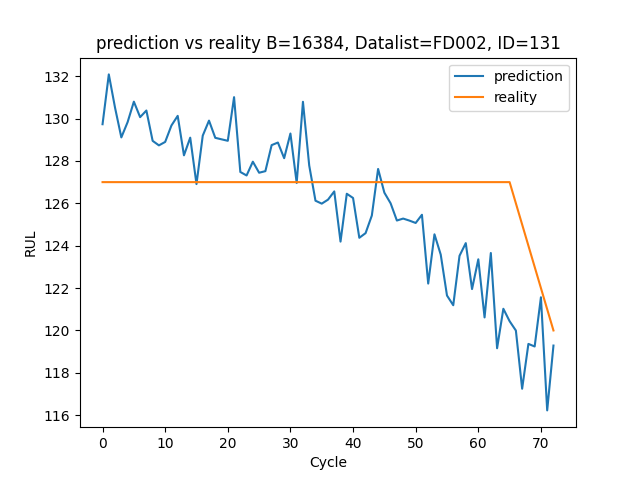 prediction vs reality B=16384, Datalist=FD002, ID=131
prediction
reality
132
130
128
126
124
122
120
118
116
RUL
0 10 20 30 40 50 60 70
Cycle